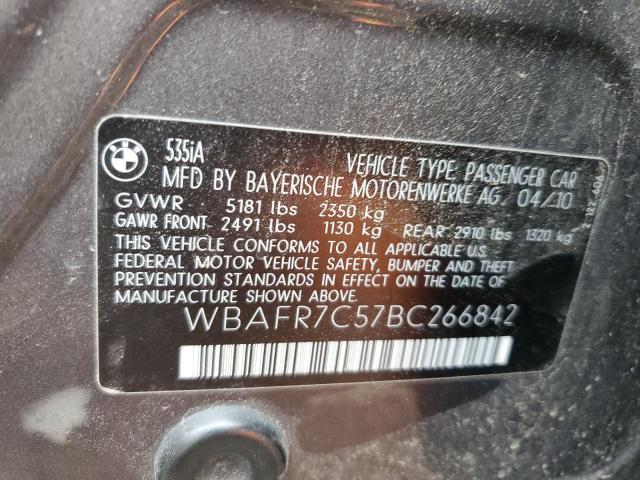 BMW
535iA
VEHICLE TYPE PASSENGER CAR
MFD BY BAYERISCHE MOTORENWERKE AG. 04/10
GVWR 5181 lbs 2350 kg
GAWR FRONT 2491 lbs 1130 kg REAR 2910 lbs 1320 kg
THIS VEHICLE CONFORMS TO ALL APPLICABLE U.S.
FEDERAL MOTOR VEHICLE SAFETY, BUMPER AND THEFT
PREVENTION STANDARDS IN EFFECT ON THE DATE OF
MANUFACTURE SHOWN ABOVE.
WBAFR7C57BC266842